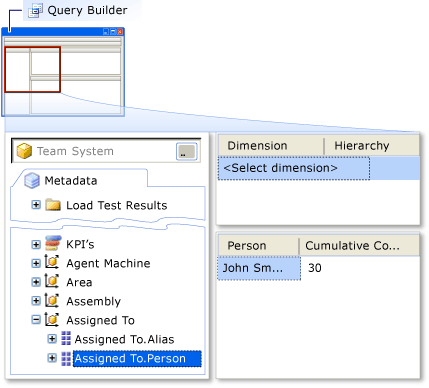 Query Builder
Team System
..
Metadata
Load Test Results
KPI's
Agent Machine
Area
Assembly
Assigned To
Assigned To.Alias
Assigned To.Person
Dimension Hierarchy
<Select dimension>
Person Cumulative Co...
John Sm... 30